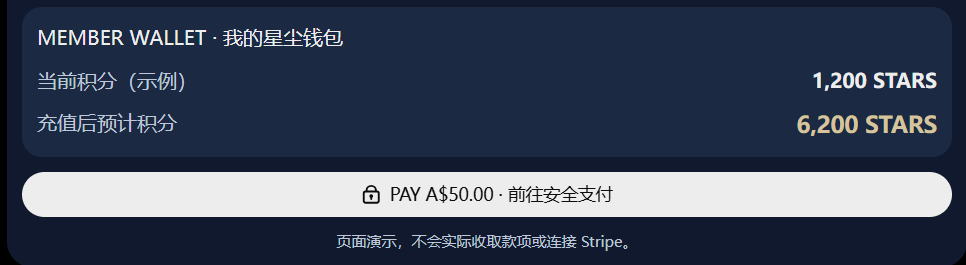 MEMBER WALLET · 我的星尘钱包
当前积分（示例） 1,200 STARS
充值后预计积分 6,200 STARS
PAY A$50.00 · 前往安全支付
页面演示，不会实际收取款项或连接 Stripe。